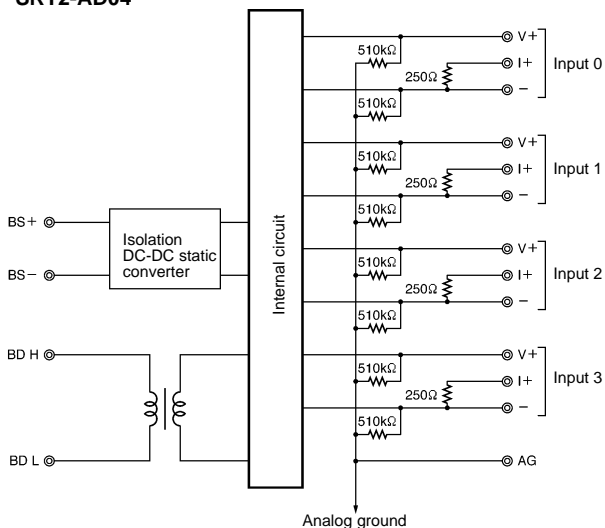 SRT2-AD04
V+
510kΩ
I+
Input 0
250Ω
−
510kΩ
V+
510kΩ
I+
Input 1
250Ω
−
510kΩ
BS+
Isolation
DC-DC static
converter
BS−
Internal circuit
V+
510kΩ
I+
Input 2
250Ω
−
510kΩ
BD H
V+
510kΩ
I+
Input 3
250Ω
−
510kΩ
BD L
AG
Analog ground